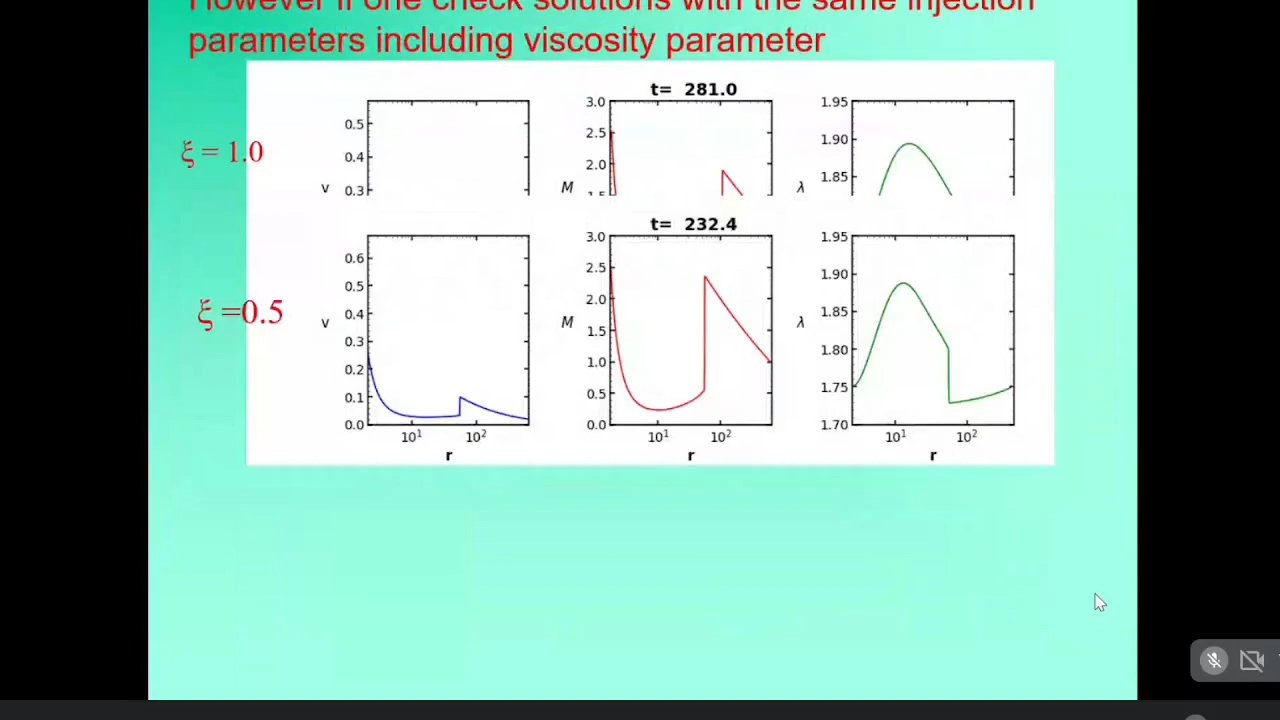 However if one check solutions with the same injection
parameters including viscosity parameter
t= 281.0
ξ = 1.0
0.5
0.4
v 0.3
3.0
2.5
2.0
M 1.5
1.95
1.90
1.85
λ
t= 232.4
ξ =0.5
0.6
0.5
0.4
v
0.3
0.2
0.1
0.0
10¹ 10²
r
3.0
2.5
2.0
M
1.5
1.0
0.5
0.0
10¹ 10²
r
1.95
1.90
1.85
λ
1.80
1.75
1.70
10¹ 10²
r